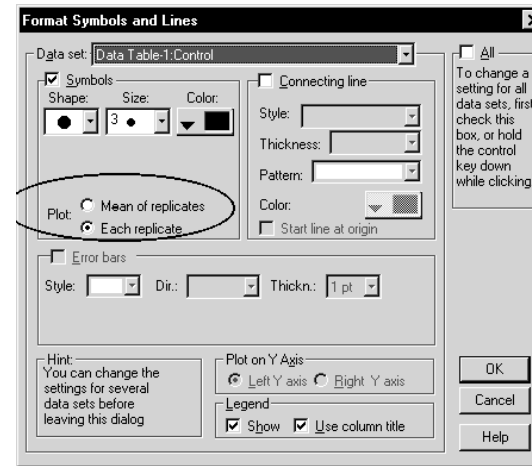 Format Symbols and Lines
Data set: Data Table-1:Control
All
To change a
setting for all
data sets, first
check this
box, or hold
the control
key down
while clicking
Symbols
Shape: Size: Color:
3
Plot: Mean of replicates
Each replicate
Connecting line
Style:
Thickness:
Pattern:
Color:
Start line at origin
Error bars
Style: Dir.: Thickn.: 1 pt
Hint:
You can change the
settings for several
data sets before
leaving this dialog
Plot on Y Axis
Left Y axis Right Y axis
Legend
Show Use column title
OK
Cancel
Help